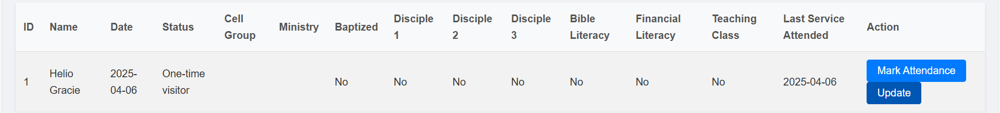 ID Name Date Status Cell Group Ministry Baptized Disciple 1 Disciple 2 Disciple 3 Bible Literacy Financial Literacy Teaching Class Last Service Attended Action
1 Helio Gracie 2025-04-06 One-time visitor No No No No No No No 2025-04-06 Mark Attendance
Update